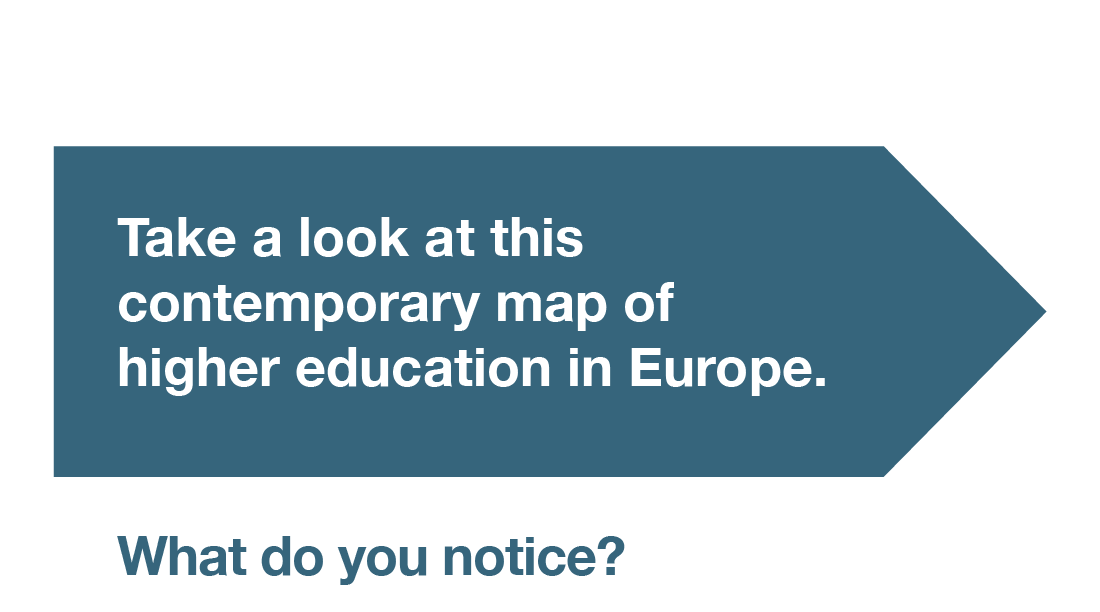 Take a look at this
contemporary map of
higher education in Europe.
What do you notice?